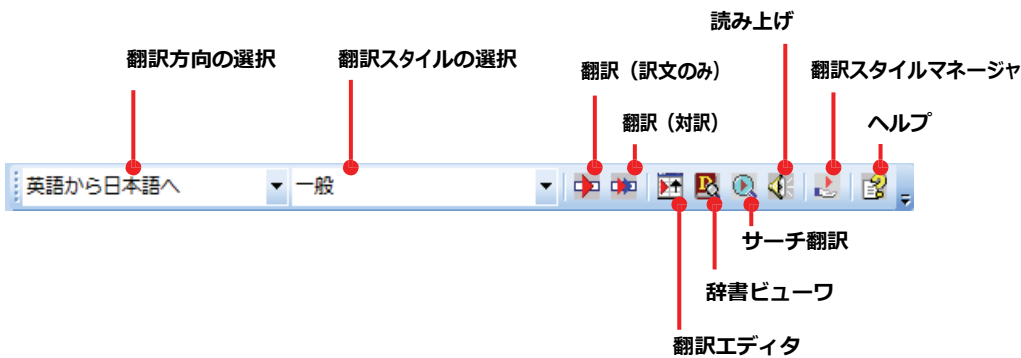 読み上げ
翻訳方向の選択
翻訳スタイルの選択
翻訳（訳文のみ）
翻訳スタイルマネージャ
翻訳（対訳）
ヘルプ
英語から日本語へ
一般
サーチ翻訳
辞書ビューワ
翻訳エディタ